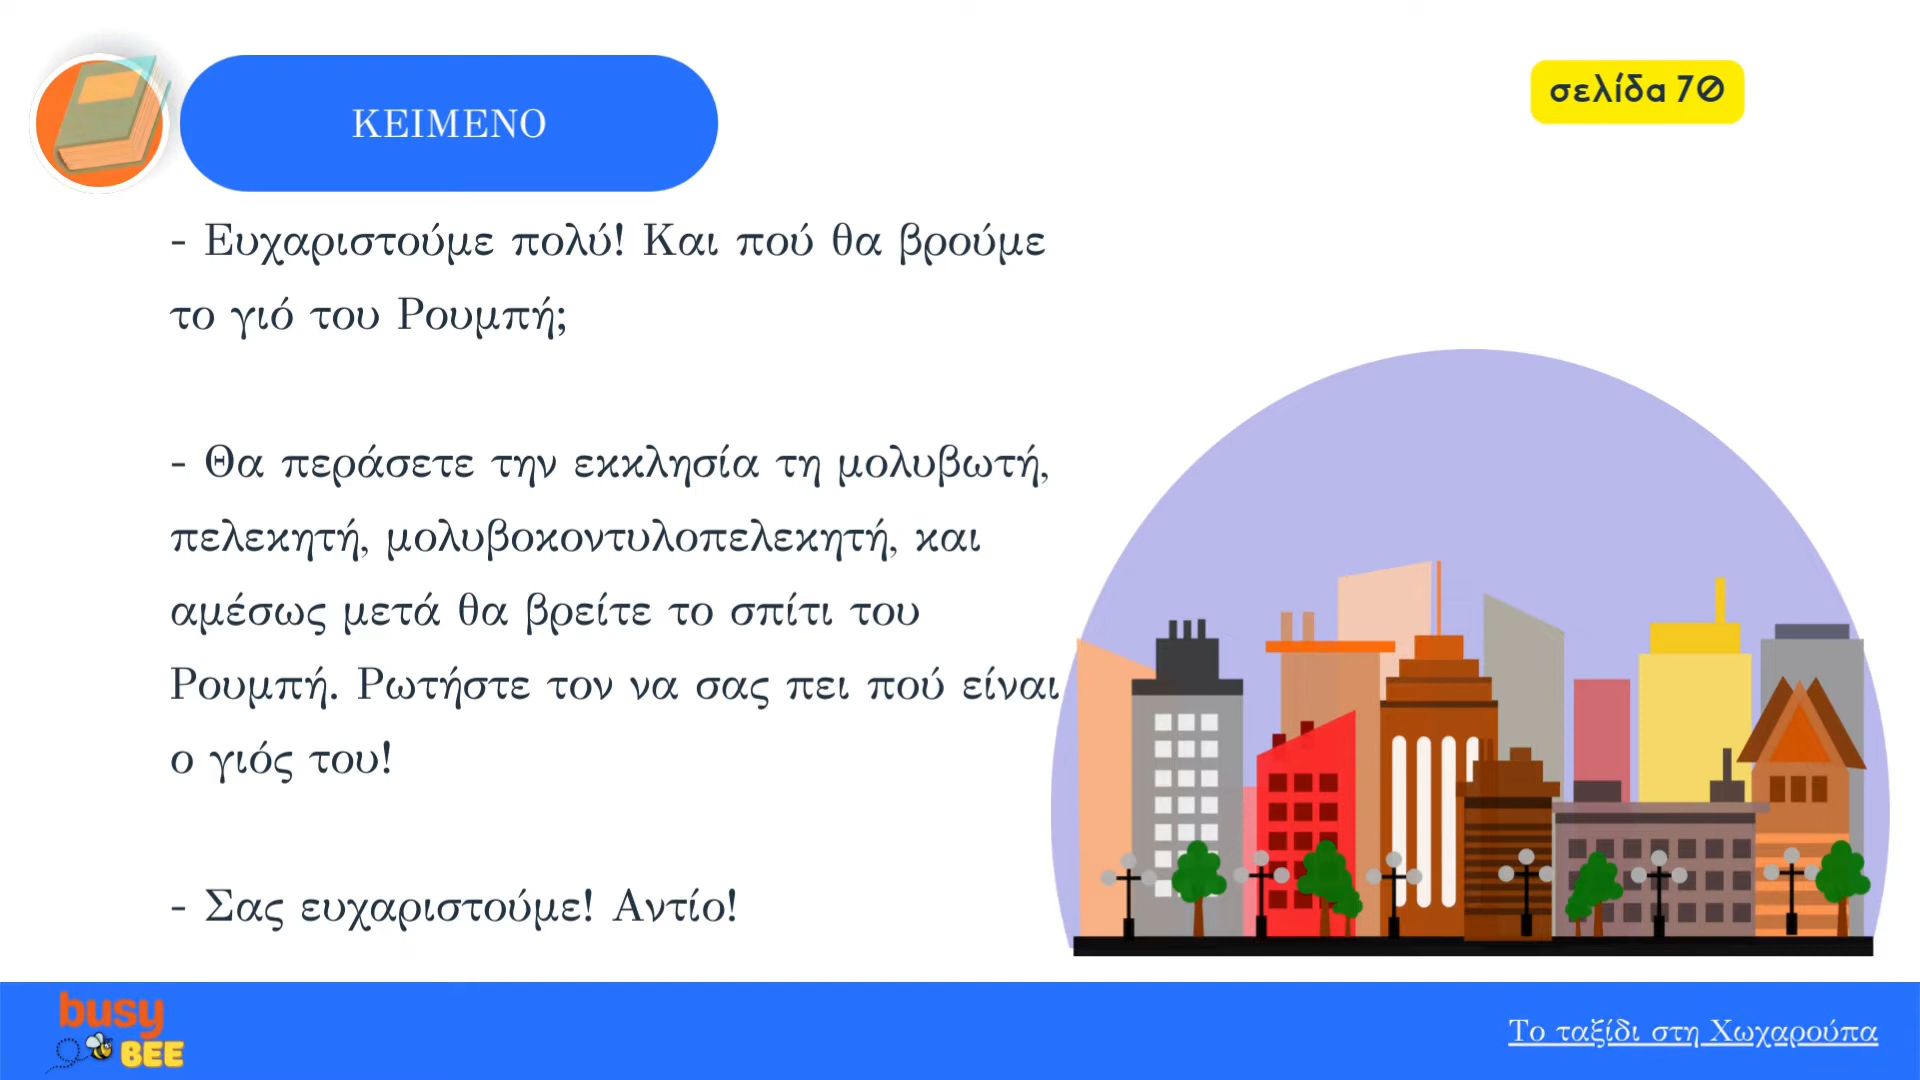 ΚΕΙΜΕΝΟ
σελίδα 70
- Ευχαριστούμε πολύ! Και πού θα βρούμε
το γιό του Ρουμπή;
- Θα περάσετε την εκκλησία τη μολυβωτή,
πελεκητή, μολυβοκοντυλοπελεκητή, και
αμέσως μετά θα βρείτε το σπίτι του
Ρουμπή. Ρωτήστε τον να σας πει πού είναι
ο γιός του!
- Σας ευχαριστούμε! Αντίο!
busy
BEE
Το ταξίδι στη Χωχαρούπα